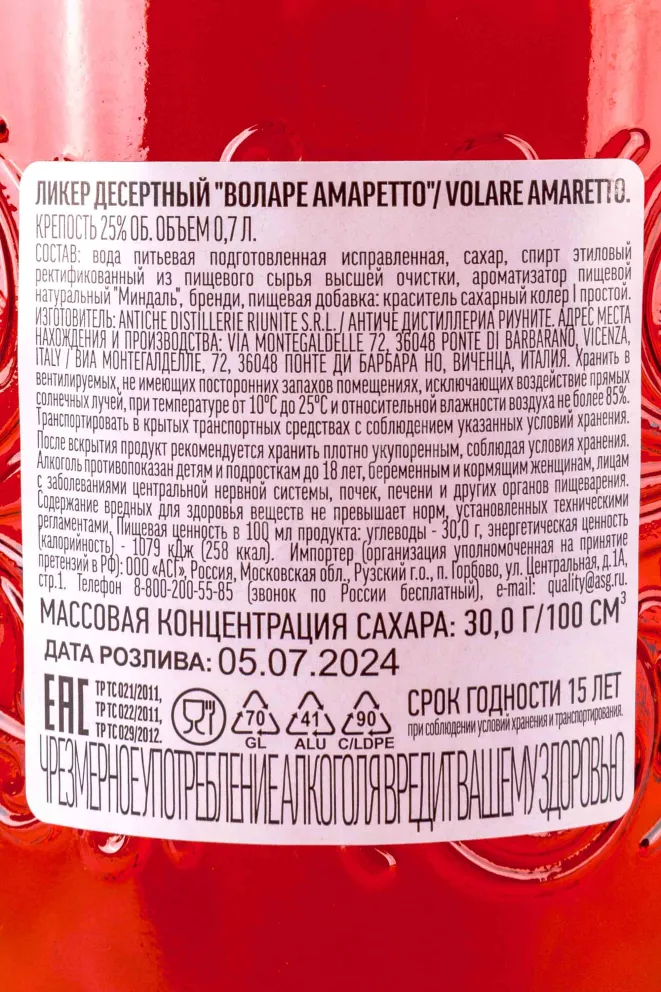 ЛИКЕР ДЕСЕРТНЫЙ "ВОЛАРЕ АМАРЕТТО"/ VOLARE AMARETTO.
КРЕПОСТЬ 25% ОБ. ОБЪЕМ 0,7 Л.
СОСТАВ: вода питьевая подготовленная исправленная, сахар, спирт этиловый
ректификованный из пищевого сырья высшей очистки, ароматизатор пищевой
натуральный "Миндаль", бренди, пищевая добавка: краситель сахарный колер I простой.
ИЗГОТОВИТЕЛЬ: ANTICHE DISTILLERIE RIUNITE S.R.L. / АНТИЧЕ ДИСТИЛЛЕРИА РИУНИТЕ. АДРЕС МЕСТА
НАХОЖДЕНИЯ И ПРОИЗВОДСТВА: VIA MONTEGALDELLE 72, 36048 PONTE DI BARBARANO, VICENZA,
ITALY / ВИА МОНТЕГАЛДЕЛЛЕ, 72, 36048 ПОНТЕ ДИ БАРБАРА НО, ВИЧЕНЦА, ИТАЛИЯ. Хранить в
вентилируемых, не имеющих посторонних запахов помещениях, исключающих воздействие прямых
солнечных лучей, при температуре от 10°С до 25°С и относительной влажности воздуха не более 85%.
Транспортировать в крытых транспортных средствах с соблюдением указанных условий хранения.
После вскрытия продукт рекомендуется хранить плотно укупоренным, соблюдая условия хранения.
Алкоголь противопоказан детям и подросткам до 18 лет, беременным и кормящим женщинам, лицам
с заболеваниями центральной нервной системы, почек, печени и других органов пищеварения.
Содержание вредных для здоровья веществ не превышает норм, установленных техническими
регламентами. Пищевая ценность в 100 мл продукта: углеводы - 30,0 г, энергетическая ценность
(калорийность) - 1079 кДж (258 ккал). Импортер (организация уполномоченная на принятие
претензий в РФ): ООО «АСГ», Россия, Московская обл., Рузский г.о., п. Горбово, ул. Центральная, д.1А,
стр.1. Телефон 8-800-200-55-85 (звонок по России бесплатный), e-mail: quality@asg.ru.
МАССОВАЯ КОНЦЕНТРАЦИЯ САХАРА: 30,0 Г/100 СМ³
ДАТА РОЗЛИВА: 05.07.2024
ЕАС
ТР ТС 021/2011,
ТР ТС 022/2011,
ТР ТС 029/2012.
70
GL
41
ALU
90
C/LDPE
СРОК ГОДНОСТИ 15 ЛЕТ
при соблюдении условий хранения и транспортирования.
ЧРЕЗМЕРНОЕ УПОТРЕБЛЕНИЕ АЛКОГОЛЯ ВРЕДИТ ВАШЕМУ ЗДОРОВЬЮ